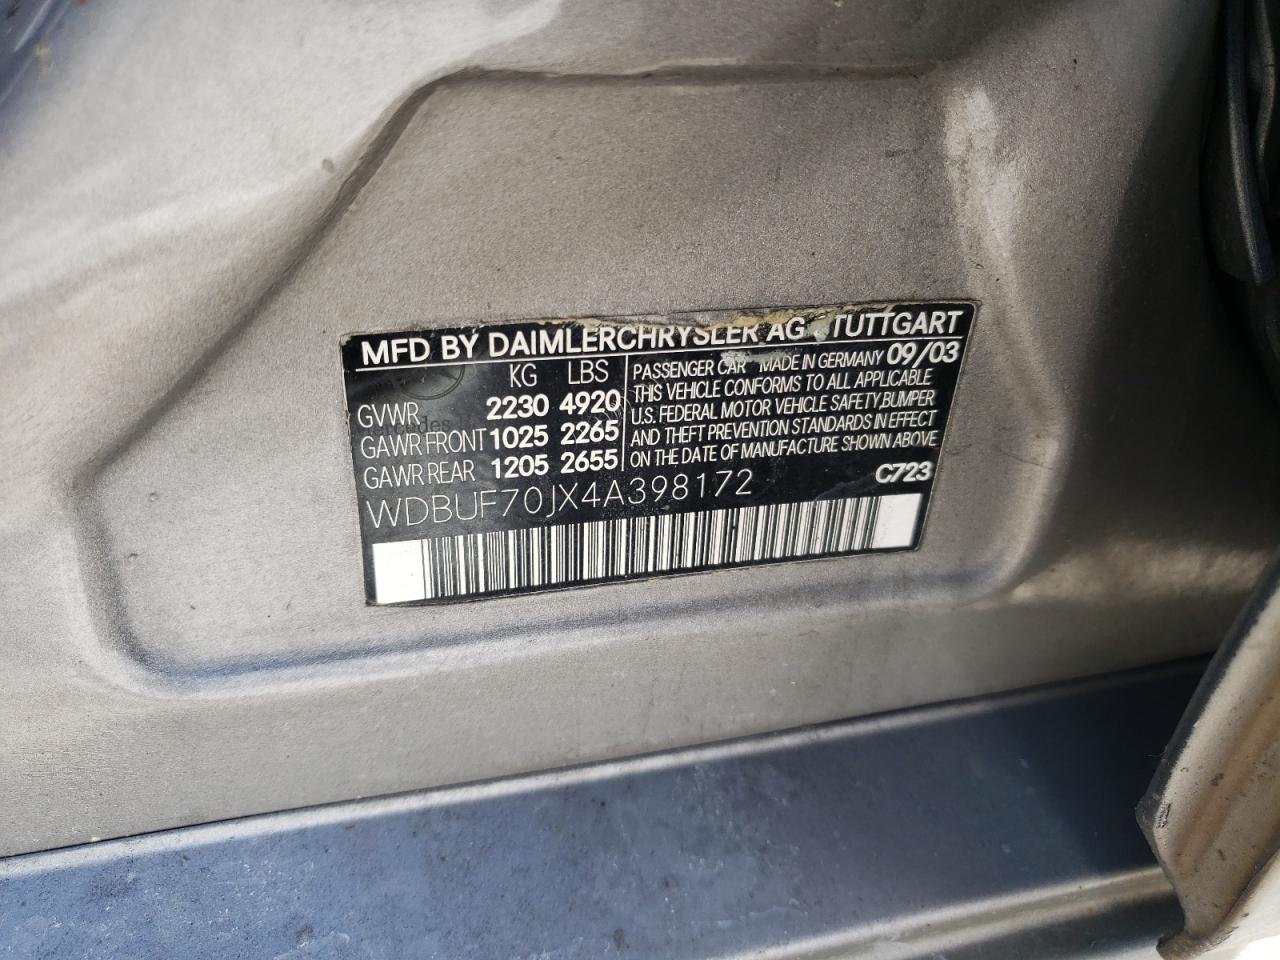 MFD BY DAIMLERCHRYSLER AG STUTTGART
KG LBS
GVWR 2230 4920
GAWR FRONT 1025 2265
GAWR REAR 1205 2655
PASSENGER CAR MADE IN GERMANY 09/03
THIS VEHICLE CONFORMS TO ALL APPLICABLE
U.S. FEDERAL MOTOR VEHICLE SAFETY,BUMPER
AND THEFT PREVENTION STANDARDS IN EFFECT
ON THE DATE OF MANUFACTURE SHOWN ABOVE
C723
WDBUF70JX4A398172